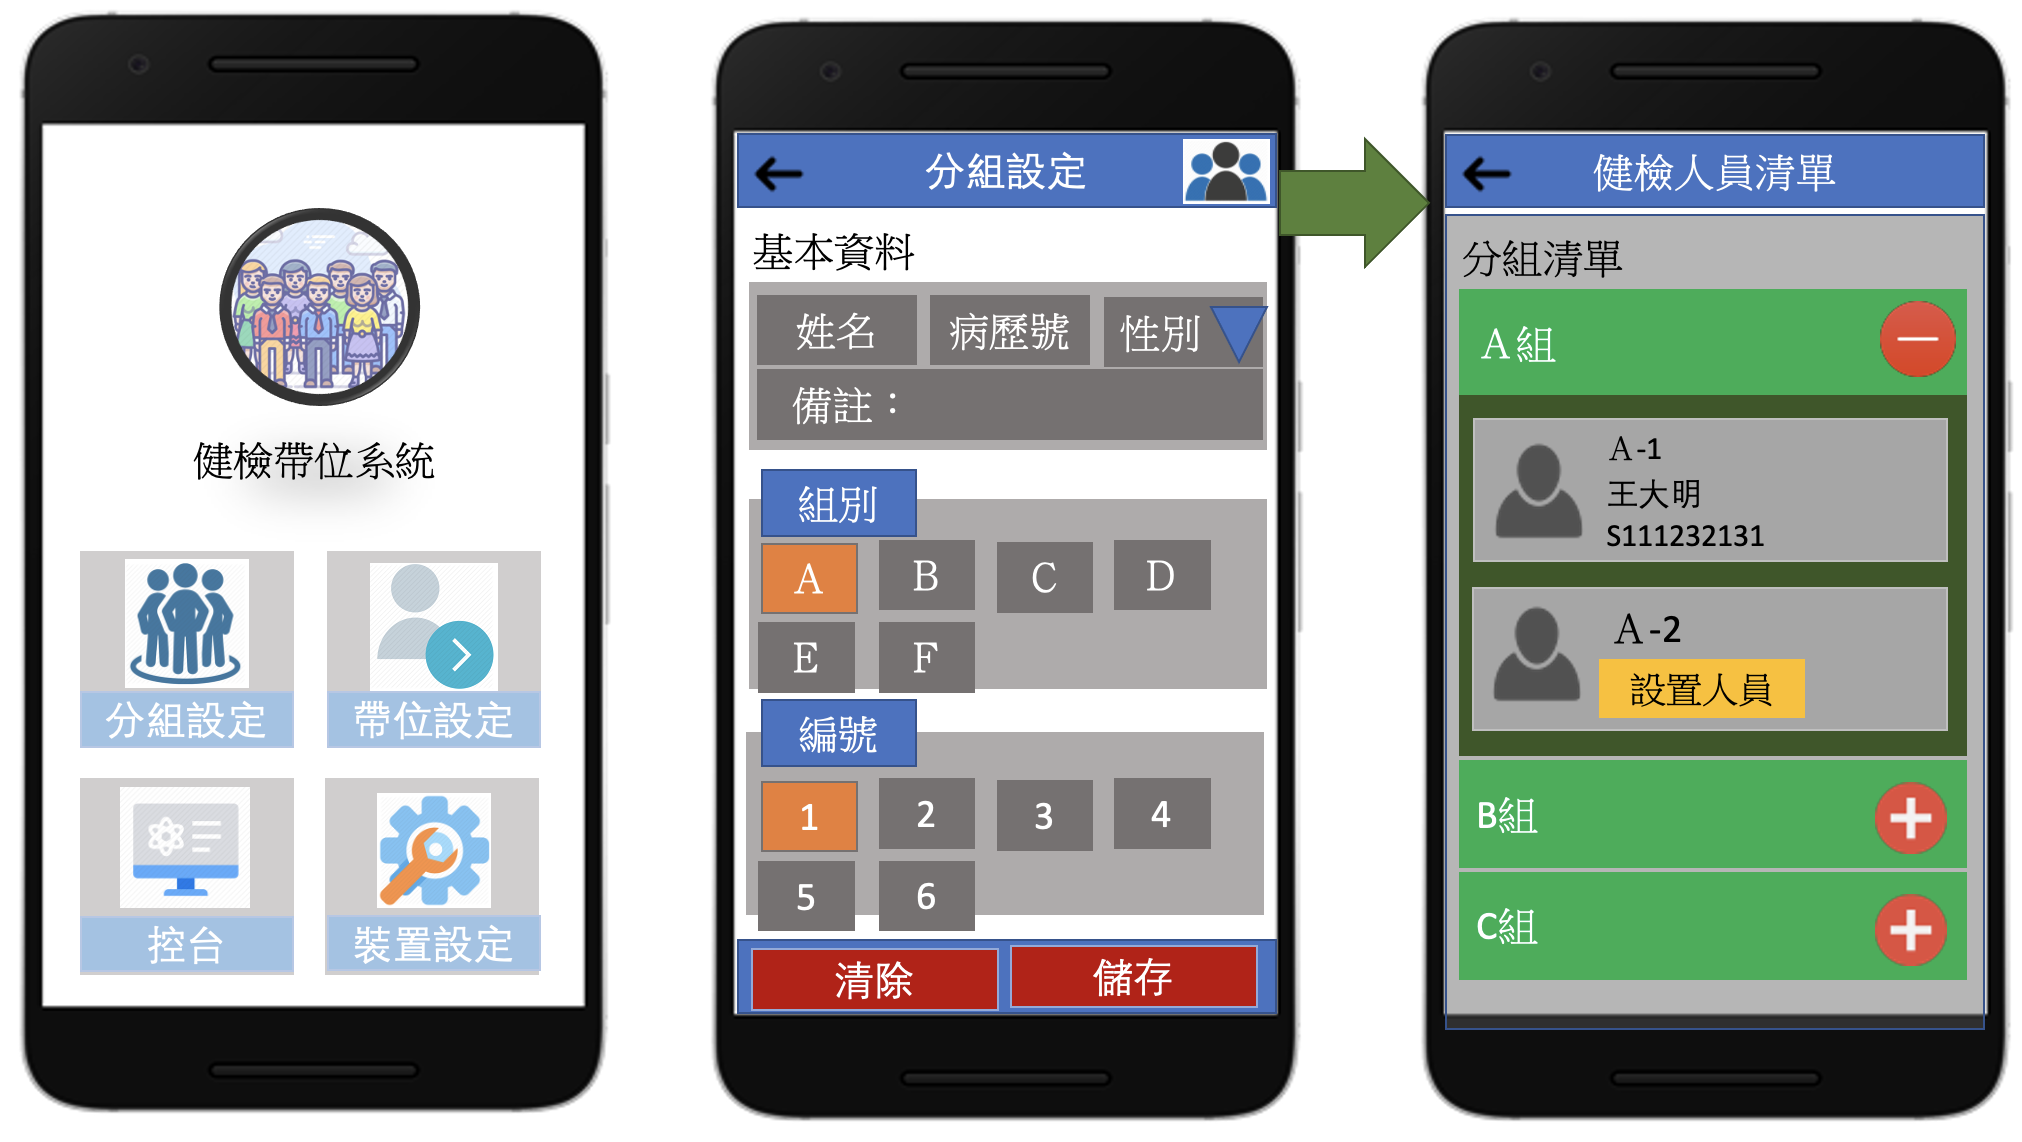 健檢帶位系統
分組設定
帶位設定
控台
裝置設定
分組設定
基本資料
姓名
病歷號
性別
備註：
組別
A
B
C
D
E
F
編號
1
2
3
4
5
6
清除
儲存
健檢人員清單
分組清單
A組
A-1
王大明
S111232131
A-2
設置人員
B組
C組